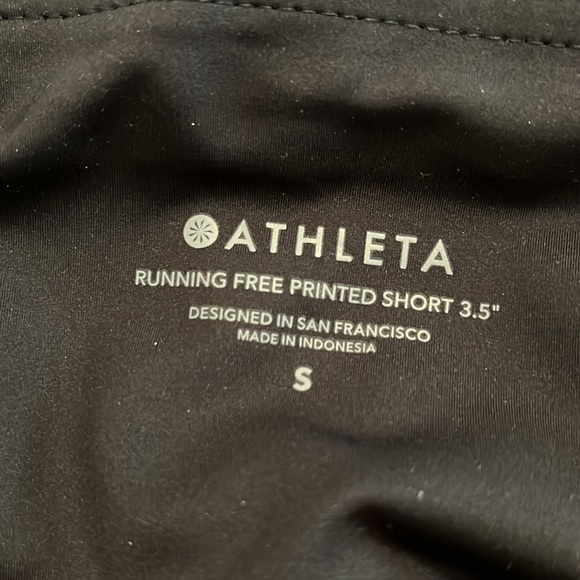 ATHLETA
RUNNING FREE PRINTED SHORT 3.5"
DESIGNED IN SAN FRANCISCO
MADE IN INDONESIA
S